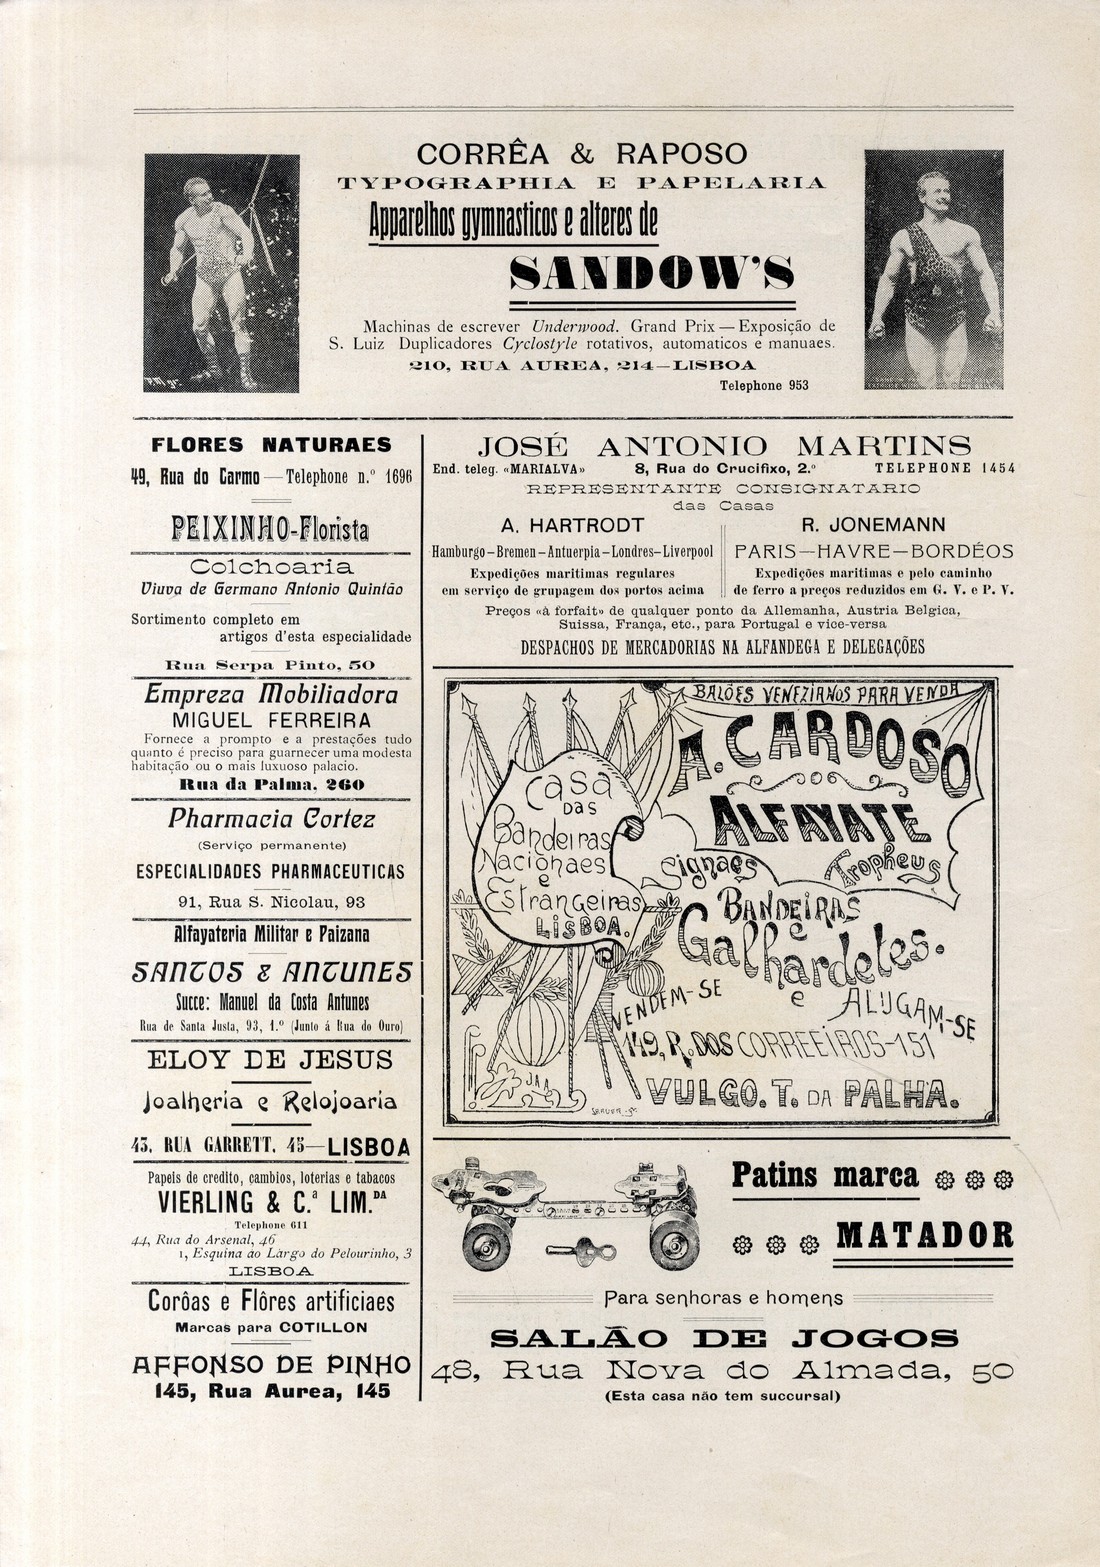 CORRÊA & RAPOSO
TYPOGRAPHIA E PAPELARIA
Apparelhos gymnasticos e alteres de
SANDOW'S
Machinas de escrever Underwood. Grand Prix — Exposição de
S. Luiz Duplicadores Cyclostyle rotativos, automaticos e manuaes.
210, RUA AUREA, 214—LISBOA
Telephone 953
FLORES NATURAES
49, Rua do Carmo — Telephone n.º 1696
PEIXINHO-Florista
Colchoaria
Viuva de Germano Antonio Quintão
Sortimento completo em
artigos d'esta especialidade
Rua Serpa Pinto, 50
Empreza Mobiliadora
MIGUEL FERREIRA
Fornece a prompto e a prestações tudo
quanto é preciso para guarnecer uma modesta
habitação ou o mais luxuoso palacio.
Rua da Palma, 260
Pharmacia Cortez
(Serviço permanente)
ESPECIALIDADES PHARMACEUTICAS
91, Rua S. Nicolau, 93
Alfayateria Militar e Paizana
SANTOS & ANTUNES
Succe: Manuel da Costa Antunes
Rua de Santa Justa, 93, 1.º (Junto á Rua do Ouro)
ELOY DE JESUS
Joalheria e Relojoaria
43, RUA GARRETT, 45—LISBOA
Papeis de credito, cambios, loterias e tabacos
VIERLING & C.ª LIM.DA
Telephone 611
44, Rua do Arsenal, 46
1, Esquina ao Largo do Pelourinho, 3
LISBOA
Corôas e Flôres artificiaes
Marcas para COTILLON
AFFONSO DE PINHO
145, Rua Aurea, 145
JOSÉ ANTONIO MARTINS
End. teleg. «MARIALVA» 8, Rua do Crucifixo, 2.º TELEPHONE 1454
REPRESENTANTE CONSIGNATARIO
das Casas
A. HARTRODT
Hamburgo—Bremen—Antuerpia—Londres—Liverpool
Expedições maritimas regulares
em serviço de grupagem dos portos acima
R. JONEMANN
PARIS—HAVRE—BORDÉOS
Expedições maritimas e pelo caminho
de ferro a preços reduzidos em G. V. e P. V.
Preços «á forfait» de qualquer ponto da Allemanha, Austria Belgica,
Suissa, França, etc., para Portugal e vice-versa
DESPACHOS DE MERCADORIAS NA ALFANDEGA E DELEGAÇÕES
BALÕES VENEZIANOS PARA VENDA
A. CARDOSO
ALFAYATE
Casa
DAS
Bandeiras
Nacionaes
e
Estrangeiras
LISBOA.
Signaes
Tropheus
BANDEIRAS
e
Galhardetes.
VENDEM-SE
e ALUGAM-SE
149, R. DOS CORREEIROS-151
VULGO. T. DA PALHA.
J.A.A.
Patins marca
MATADOR
Para senhoras e homens
SALÃO DE JOGOS
48, Rua Nova do Almada, 50
(Esta casa não tem succursal)